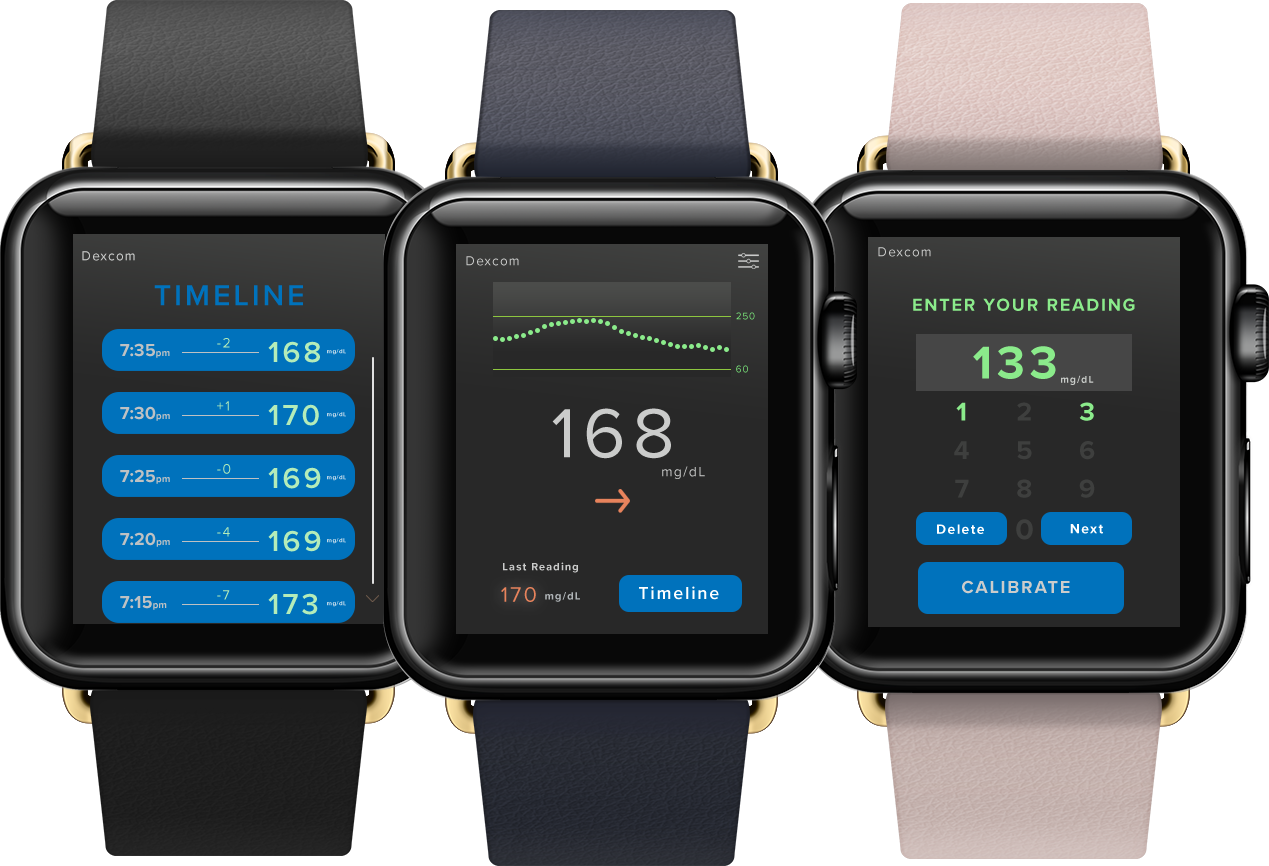 Dexcom
TIMELINE
7:35pm -2 168 mg/dL
7:30pm +1 170 mg/dL
7:25pm -0 169 mg/dL
7:20pm -4 169 mg/dL
7:15pm -7 173 mg/dL
Dexcom
250
60
168
mg/dL
Last Reading
170 mg/dL
Timeline
Dexcom
ENTER YOUR READING
133 mg/dL
1 2 3
4 5 6
7 8 9
Delete 0 Next
CALIBRATE